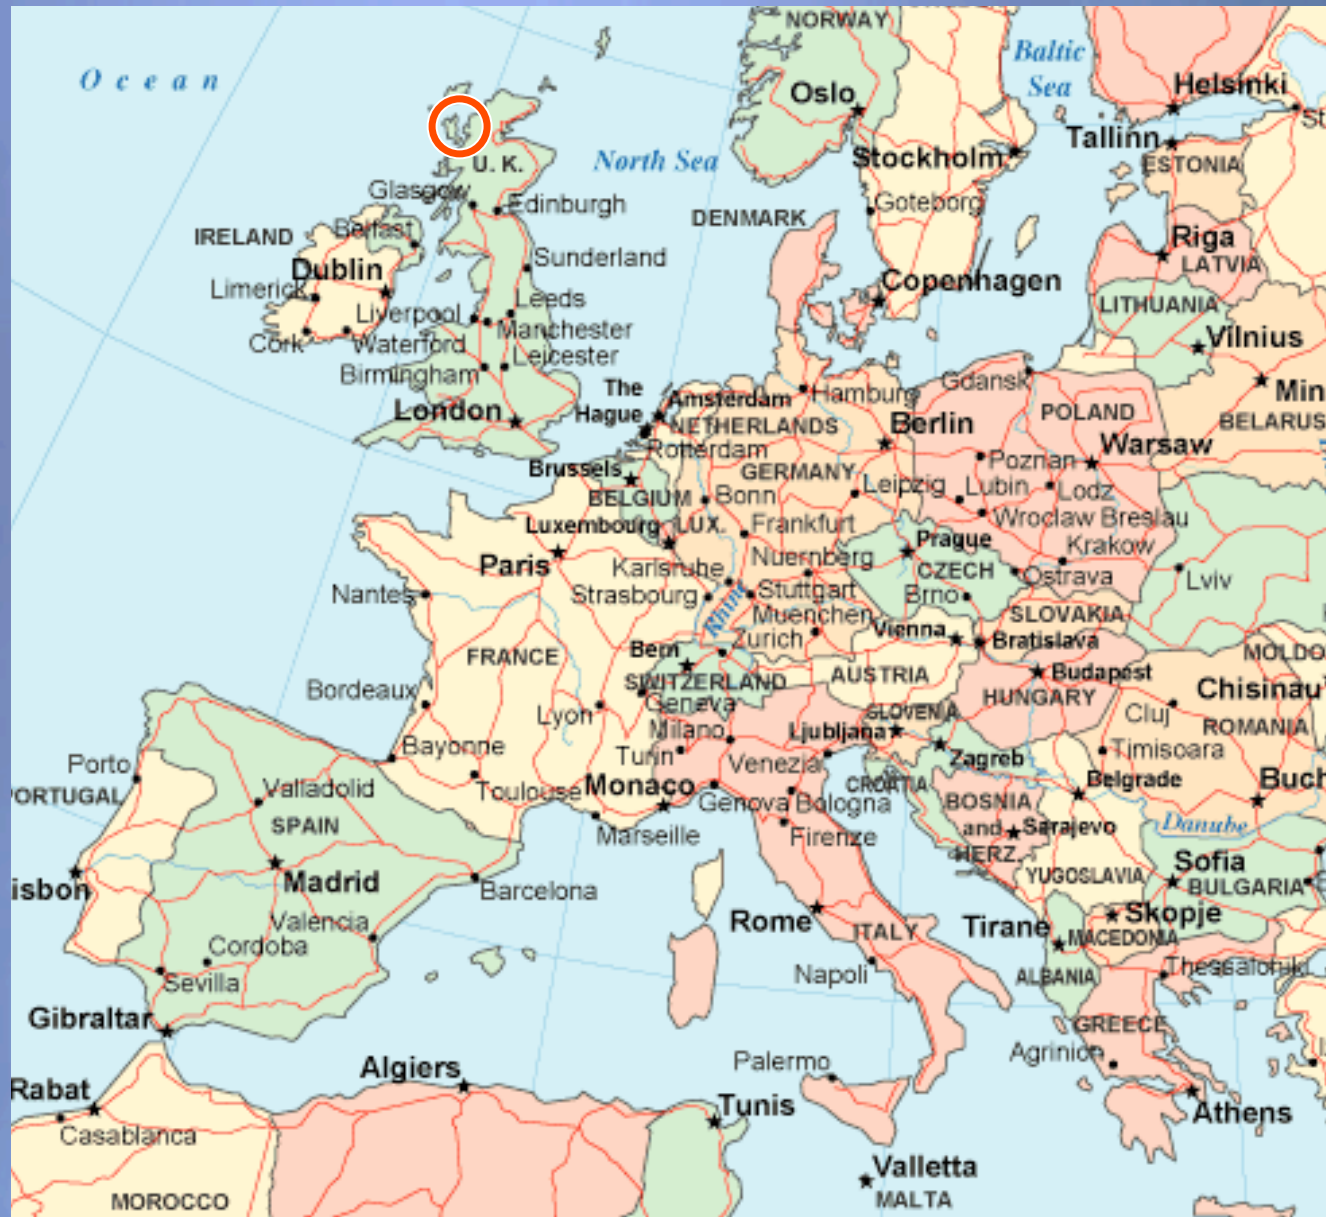 NORWAY
Ocean
Baltic
Sea
Helsinki
Oslo
St
Tallinn
Stockholm
ESTONIA
North Sea
U. K.
Glasgow
Edinburgh
Goteborg
DENMARK
IRELAND
Belfast
Riga
LATVIA
Sunderland
Dublin
Copenhagen
Limerick
Leeds
LITHUANIA
Liverpool
Manchester
Vilnius
Cork
Waterford
Leicester
Birmingham
The
Hague
Gdansk
Amsterdam
Hamburg
Min
London
NETHERLANDS
Berlin
POLAND
BELARUS
Rotterdam
Warsaw
Brussels
GERMANY
Poznan
BELGIUM
Bonn
Leipzig
Lubin
Lodz
Luxembourg
LUX.
Frankfurt
Wroclaw Breslau
Paris
Prague
Krakow
Nuernberg
Karlsruhe
CZECH
Ostrava
Lviv
Nantes
Strasbourg
Rhine
Stuttgart
Brno
Muenchen
SLOVAKIA
Zurich
Vienna
Bratislava
Bern
FRANCE
MOLDO
SWITZERLAND
AUSTRIA
Budapest
Bordeaux
Geneva
HUNGARY
Chisinau
Lyon
SLOVENIA
Cluj
Milano
Ljubljana
ROMANIA
Bayonne
Turin
Zagreb
Timisoara
Porto
Venezia
Monaco
Belgrade
Buch
PORTUGAL
Valladolid
Toulouse
Genova
Bologna
CROATIA
BOSNIA
and
HERZ.
SPAIN
Marseille
Firenze
Sarajevo
Danube
Sofia
isbon
Madrid
Barcelona
YUGOSLAVIA
BULGARIA
Valencia
Rome
ITALY
Tirane
Skopje
MACEDONIA
Cordoba
Napoli
ALBANIA
Thessaloniki
Sevilla
Gibraltar
GREECE
Agrinion
Algiers
Palermo
Rabat
Tunis
Athens
Casablanca
Valletta
MOROCCO
MALTA